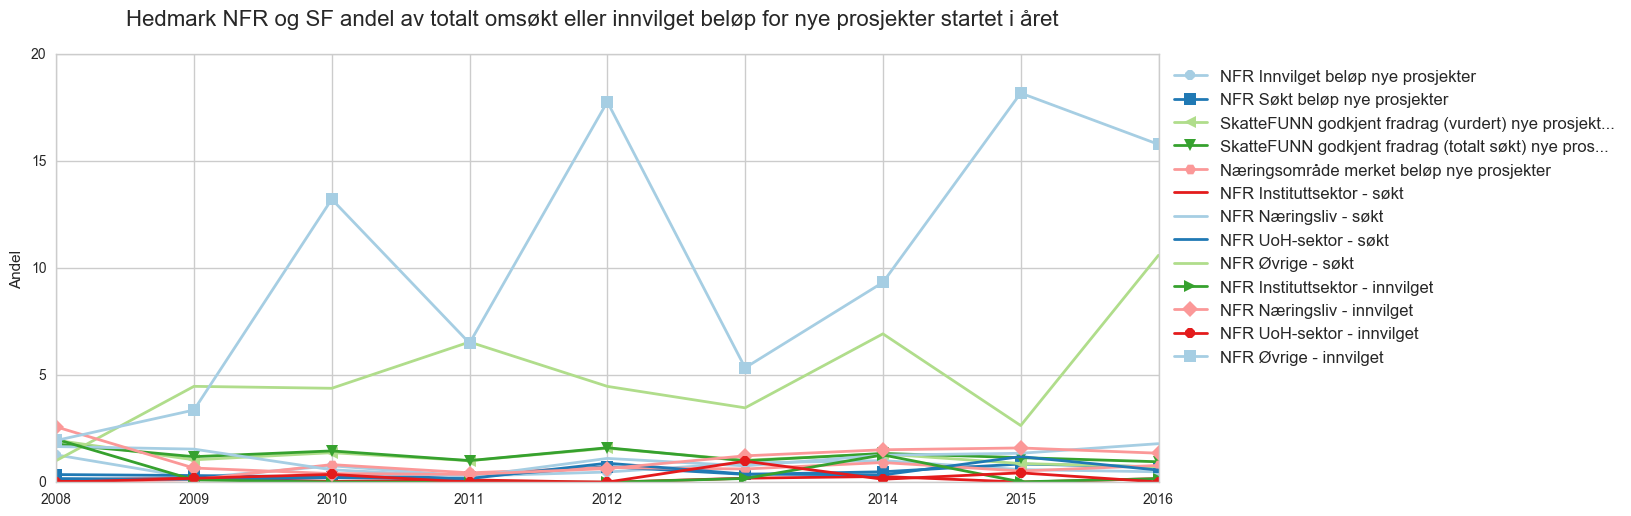 Hedmark NFR og SF andel av totalt omsøkt eller innvilget beløp for nye prosjekter startet i året
20
15
10
5
0
Andel
2008 2009 2010 2011 2012 2013 2014 2015 2016
NFR Innvilget beløp nye prosjekter
NFR Søkt beløp nye prosjekter
SkatteFUNN godkjent fradrag (vurdert) nye prosjekt...
SkatteFUNN godkjent fradrag (totalt søkt) nye pros...
Næringsområde merket beløp nye prosjekter
NFR Instituttsektor - søkt
NFR Næringsliv - søkt
NFR UoH-sektor - søkt
NFR Øvrige - søkt
NFR Instituttsektor - innvilget
NFR Næringsliv - innvilget
NFR UoH-sektor - innvilget
NFR Øvrige - innvilget